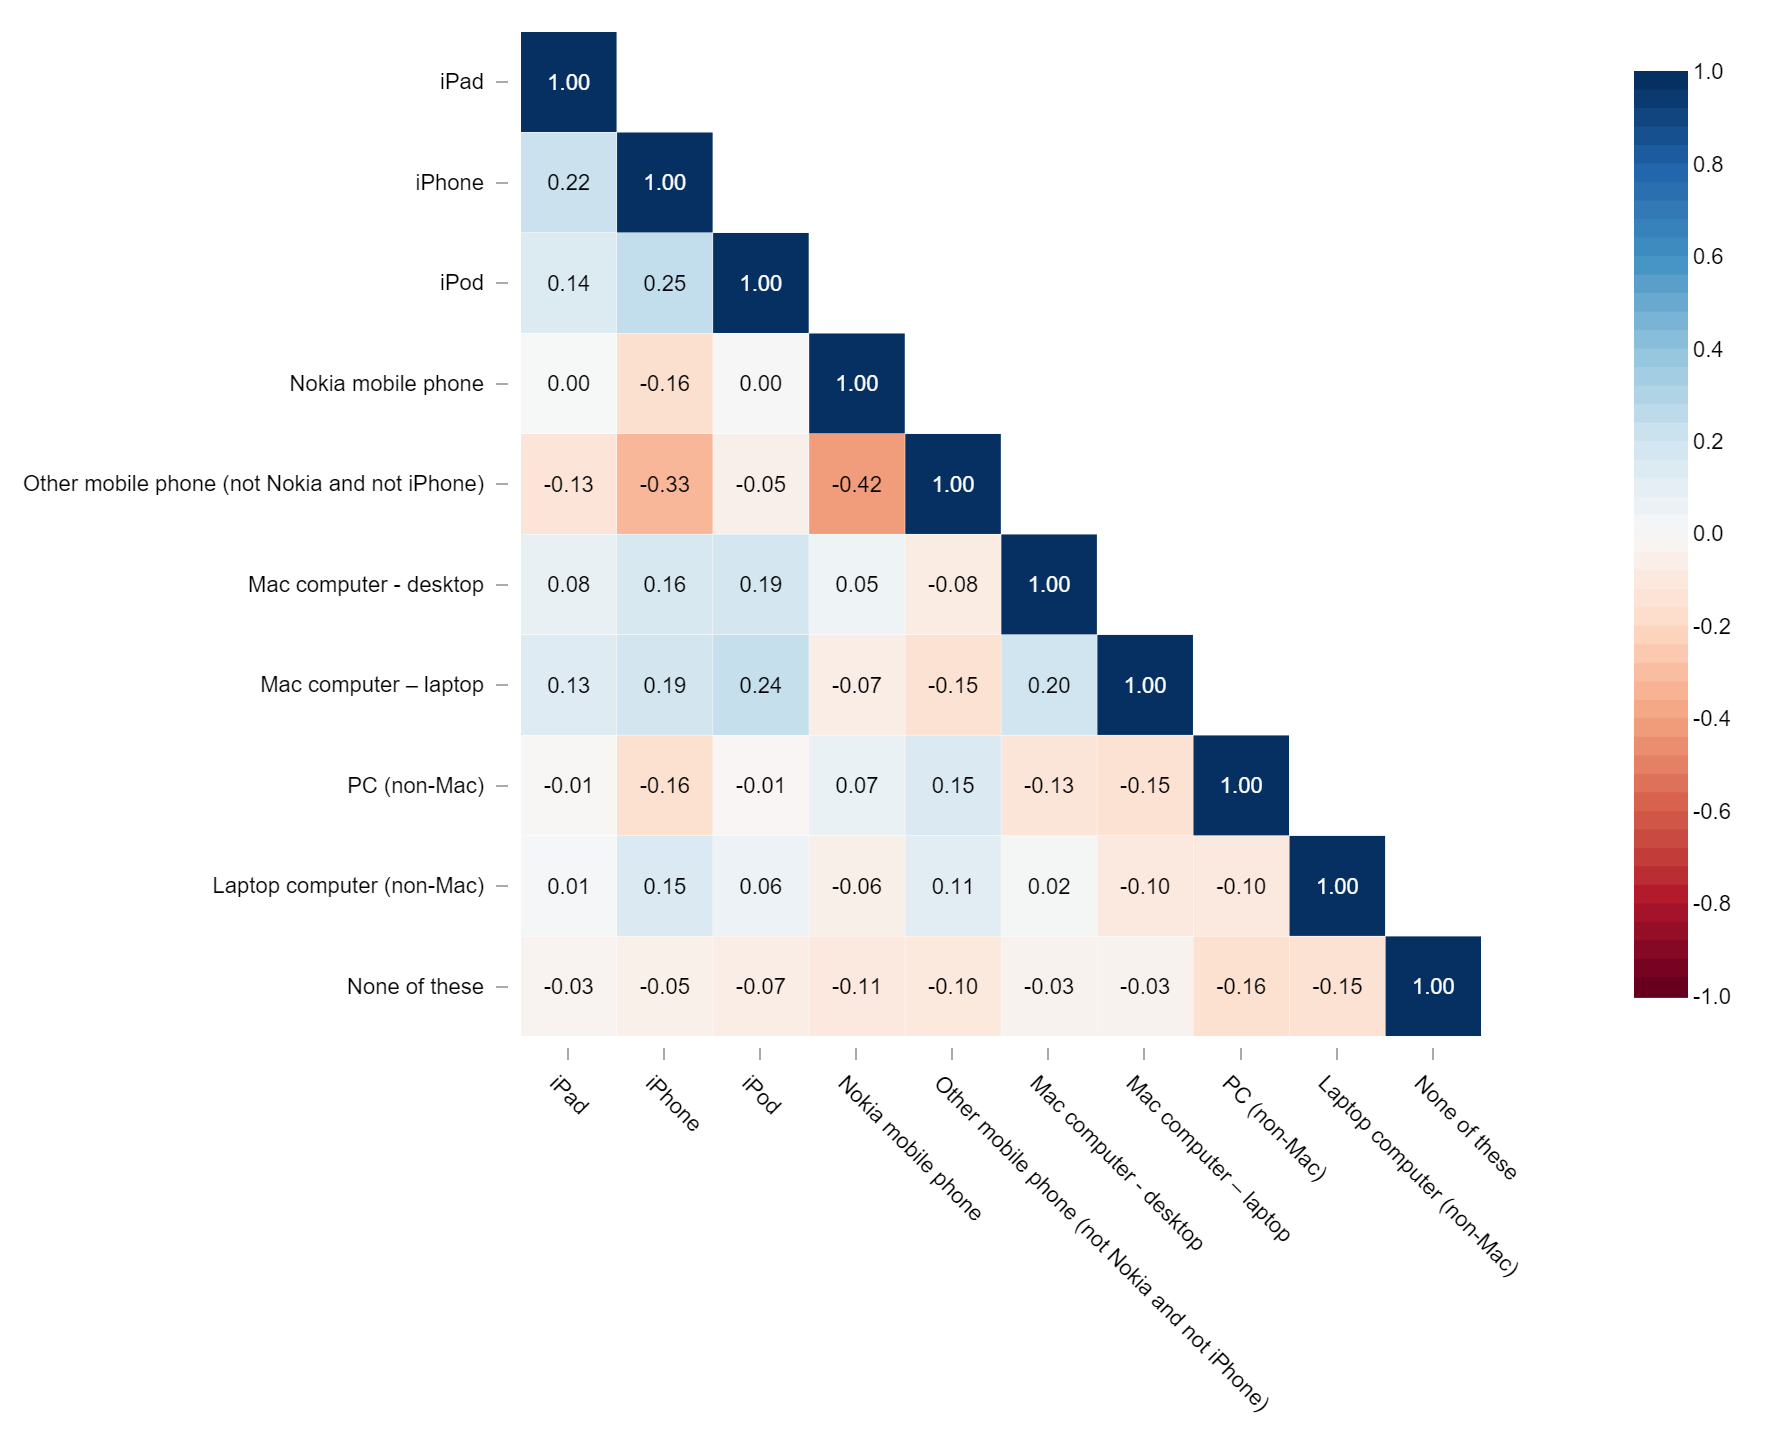 iPad 1.00
iPhone 0.22 1.00
iPod 0.14 0.25 1.00
Nokia mobile phone 0.00 -0.16 0.00 1.00
Other mobile phone (not Nokia and not iPhone) -0.13 -0.33 -0.05 -0.42 1.00
Mac computer - desktop 0.08 0.16 0.19 0.05 -0.08 1.00
Mac computer – laptop 0.13 0.19 0.24 -0.07 -0.15 0.20 1.00
PC (non-Mac) -0.01 -0.16 -0.01 0.07 0.15 -0.13 -0.15 1.00
Laptop computer (non-Mac) 0.01 0.15 0.06 -0.06 0.11 0.02 -0.10 -0.10 1.00
None of these -0.03 -0.05 -0.07 -0.11 -0.10 -0.03 -0.03 -0.16 -0.15 1.00
iPad
iPhone
iPod
Nokia mobile phone
Other mobile phone (not Nokia and not iPhone)
Mac computer - desktop
Mac computer – laptop
PC (non-Mac)
Laptop computer (non-Mac)
None of these
1.0
0.8
0.6
0.4
0.2
0.0
-0.2
-0.4
-0.6
-0.8
-1.0